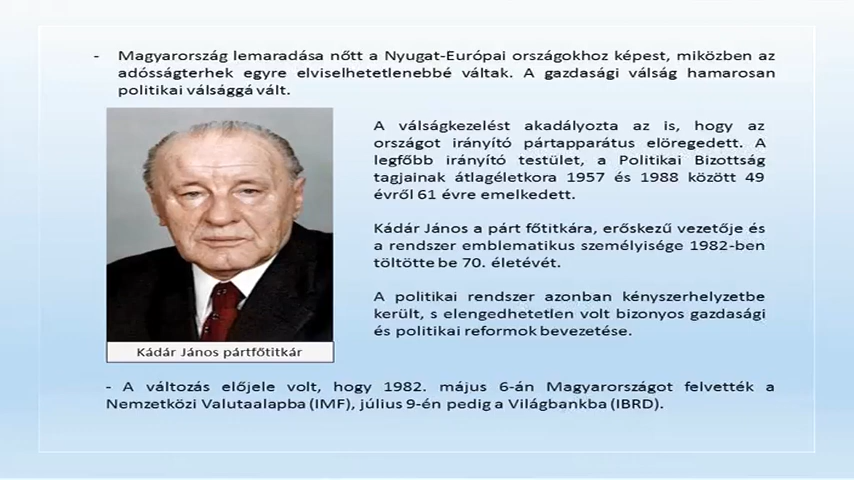 - Magyarország lemaradása nőtt a Nyugat-Európai országokhoz képest, miközben az
adósságterhek egyre elviselhetetlenebbé váltak. A gazdasági válság hamarosan
politikai válsággá vált.
A válságkezelést akadályozta az is, hogy az
országot irányító pártapparátus elöregedett. A
legfőbb irányító testület, a Politikai Bizottság
tagjainak átlagéletkora 1957 és 1988 között 49
évről 61 évre emelkedett.
Kádár János a párt főtitkára, erőskezű vezetője és
a rendszer emblematikus személyisége 1982-ben
töltötte be 70. életévét.
A politikai rendszer azonban kényszerhelyzetbe
került, s elengedhetetlen volt bizonyos gazdasági
és politikai reformok bevezetése.
Kádár János pártfőtitkár
- A változás előjele volt, hogy 1982. május 6-án Magyarországot felvették a
Nemzetközi Valutaalapba (IMF), július 9-én pedig a Világbankba (IBRD).